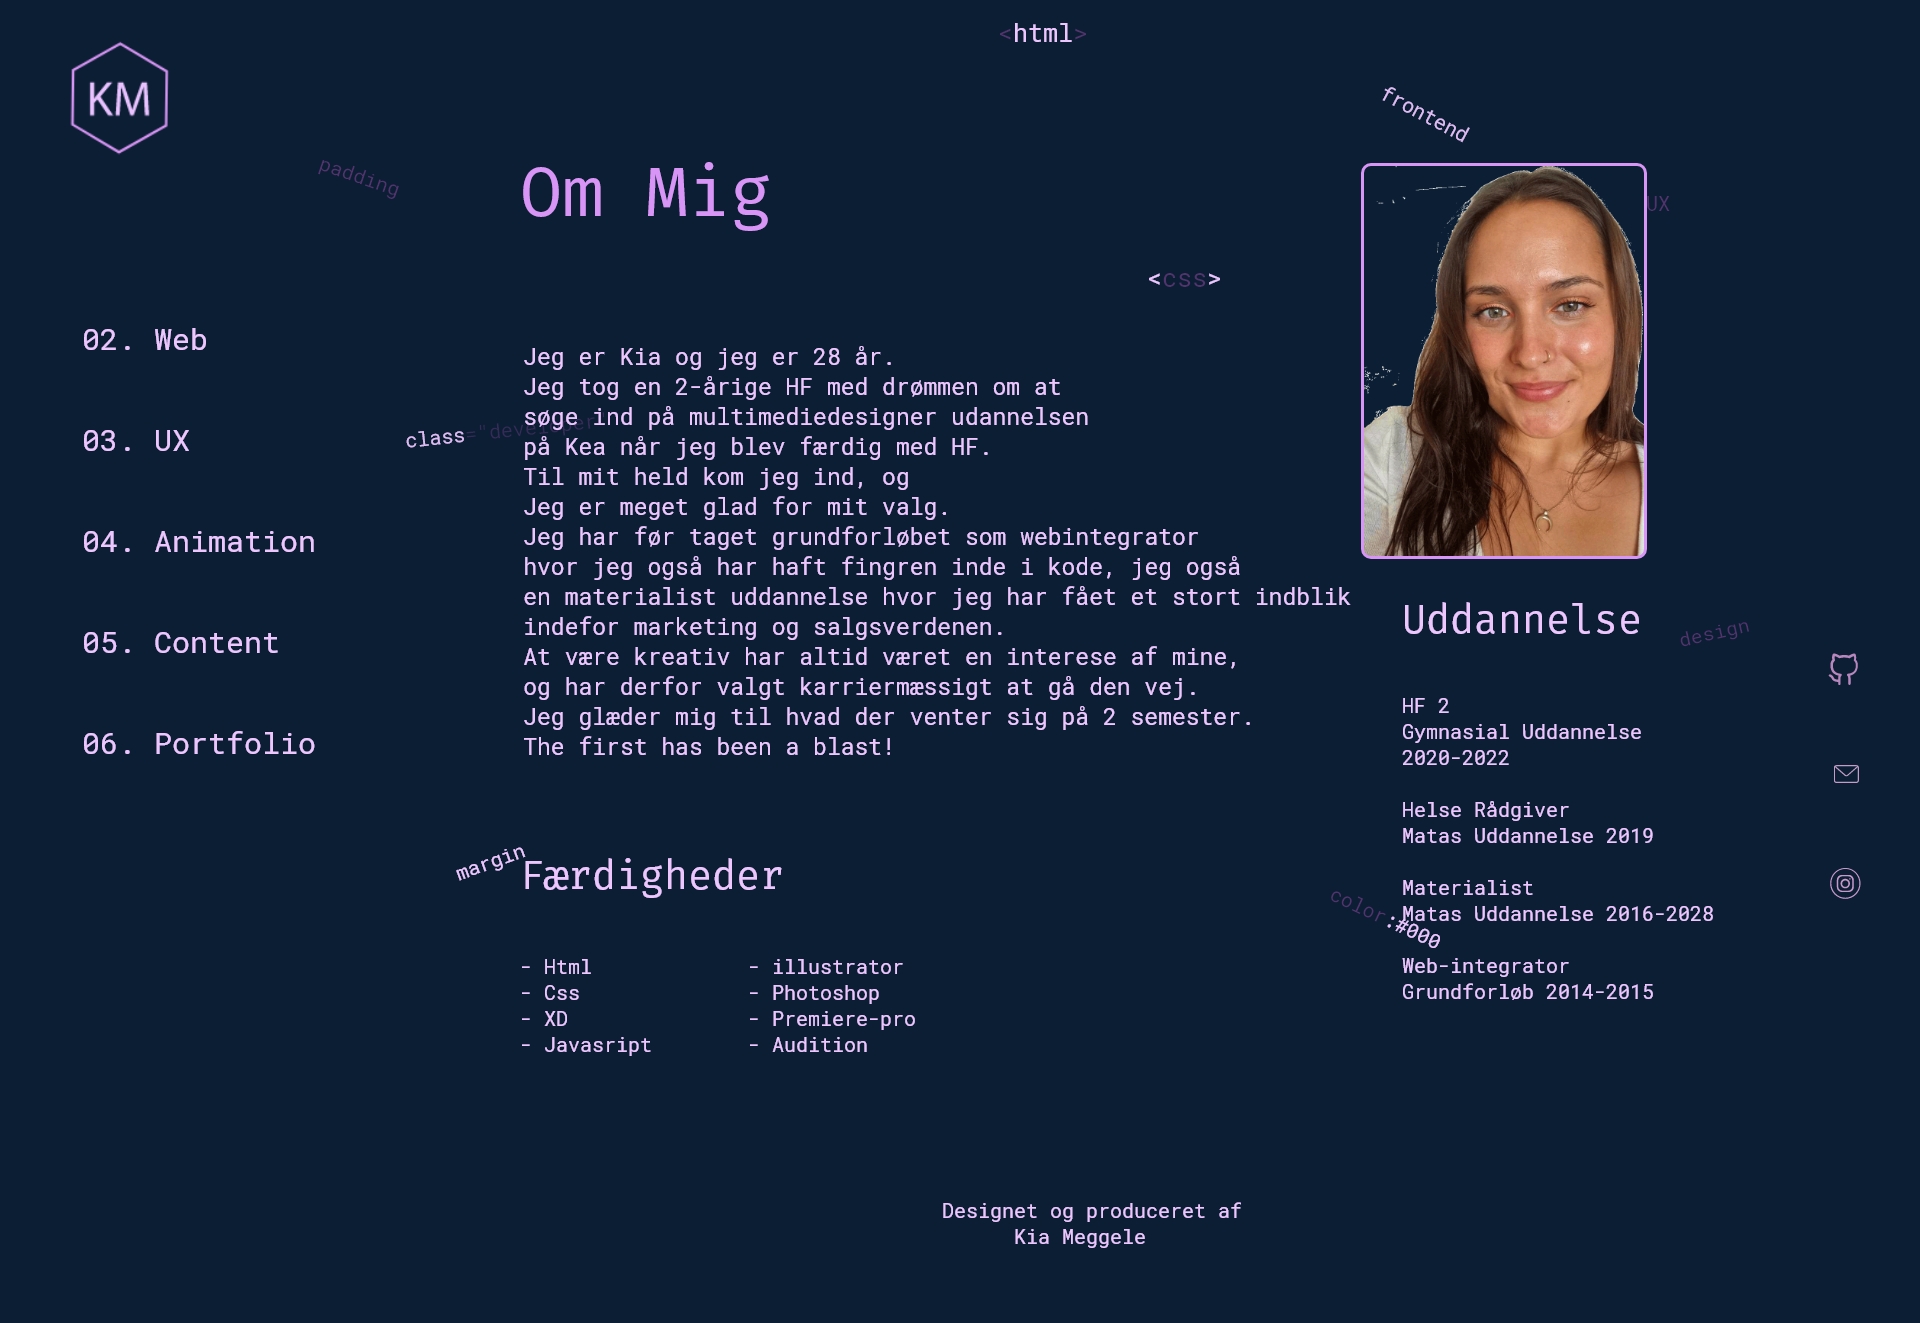 <html>
KM
frontend
padding
Om Mig
UX
<css>
02. Web
03. UX
04. Animation
05. Content
06. Portfolio
Jeg er Kia og jeg er 28 år.
Jeg tog en 2-årige HF med drømmen om at
søge ind på multimediedesigner udannelsen
på Kea når jeg blev færdig med HF.
Til mit held kom jeg ind, og
Jeg er meget glad for mit valg.
Jeg har før taget grundforløbet som webintegrator
hvor jeg også har haft fingren inde i kode, jeg også
en materialist uddannelse hvor jeg har fået et stort indblik
indefor marketing og salgsverdenen.
At være kreativ har altid været en interese af mine,
og har derfor valgt karriermæssigt at gå den vej.
Jeg glæder mig til hvad der venter sig på 2 semester.
The first has been a blast!
class="developer"
Uddannelse
design
HF 2
Gymnasial Uddannelse
2020-2022
Helse Rådgiver
Matas Uddannelse 2019
Materialist
Matas Uddannelse 2016-2028
color:#000
Web-integrator
Grundforløb 2014-2015
margin
Færdigheder
- Html
- Css
- XD
- Javasript
- illustrator
- Photoshop
- Premiere-pro
- Audition
Designet og produceret af
Kia Meggele